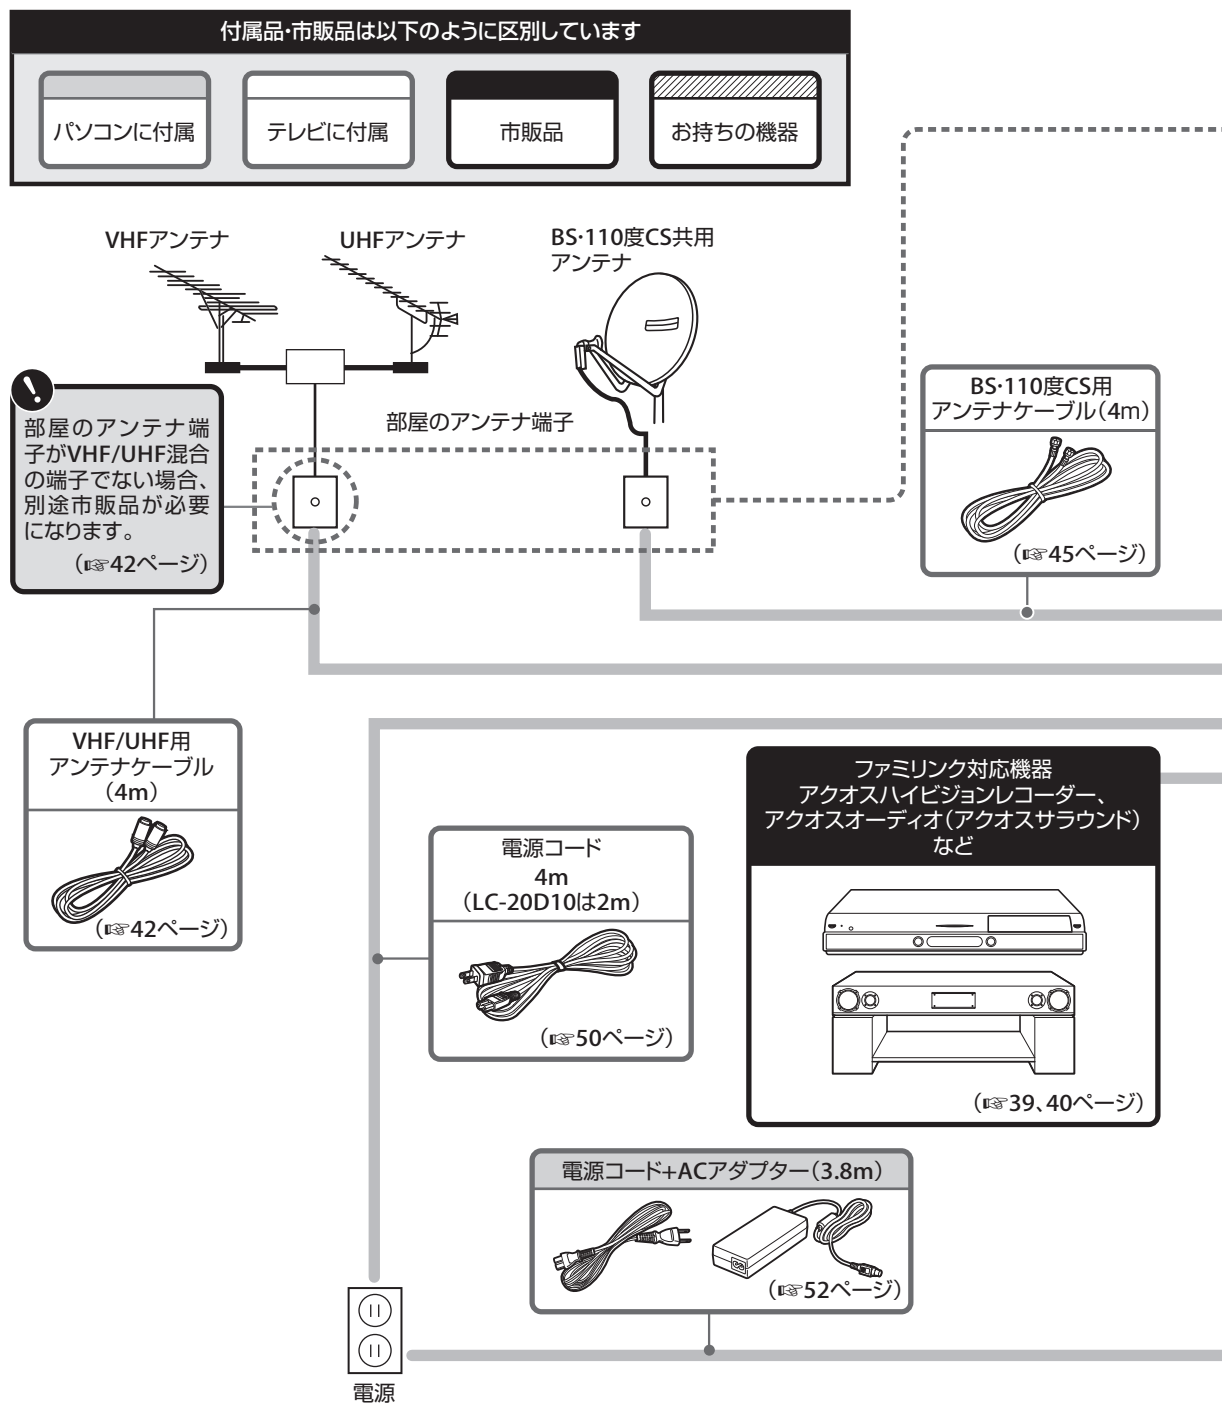 付属品・市販品は以下のように区別しています
パソコンに付属
テレビに付属
市販品
お持ちの機器
VHFアンテナ
UHFアンテナ
BS・110度CS共用
アンテナ
部屋のアンテナ端
子がVHF/UHF混合
の端子でない場合、
別途市販品が必要
になります。
（☞42ページ）
部屋のアンテナ端子
BS・110度CS用
アンテナケーブル（4m）
（☞45ページ）
VHF/UHF用
アンテナケーブル
（4m）
（☞42ページ）
電源コード
4m
（LC-20D10は2m）
（☞50ページ）
ファミリンク対応機器
アクオスハイビジョンレコーダー、
アクオスオーディオ（アクオスサラウンド）
など
（☞39、40ページ）
電源コード+ACアダプター（3.8m）
（☞52ページ）
電源